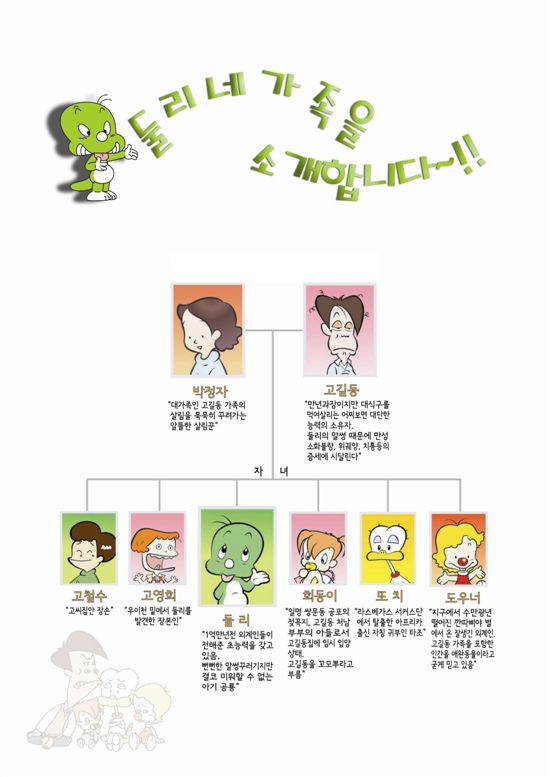 둘리네 가족을
소개합니다~!!
박정자
"대가족인 고길동 가족의
살림을 묵묵히 꾸려가는
알뜰한 살림꾼"
고길동
"만년과장이지만 대식구를
먹여살리는 어찌보면 대단한
능력의 소유자.
둘리의 말썽 때문에 만성
소화불량, 위궤양, 치통등의
증세에 시달린다"
자 녀
고철수
"고씨집안 장손"
고영희
"우이천 밑에서 둘리를
발견한 장본인"
둘 리
"1억만년전 외계인들이
전해준 초능력을 갖고
있음.
뻔뻔한 말썽꾸러기지만
결코 미워할 수 없는
아기 공룡"
희동이
"일명 쌍문동 공포의
젖꼭지, 고길동 처남
부부의 아들로서
고길동집에 임시 입양
상태.
고길동을 꼬모뿌라고
부름"
또 치
"라스베가스 서커스단
에서 탈출한 아프리카
출신 자칭 귀부인 타조"
도우너
"지구에서 수만광년
떨어진 깐따삐야 별
에서 온 잘생긴 외계인.
고길동 가족을 포함한
인간을 애완동물이라고
굳게 믿고 있음"